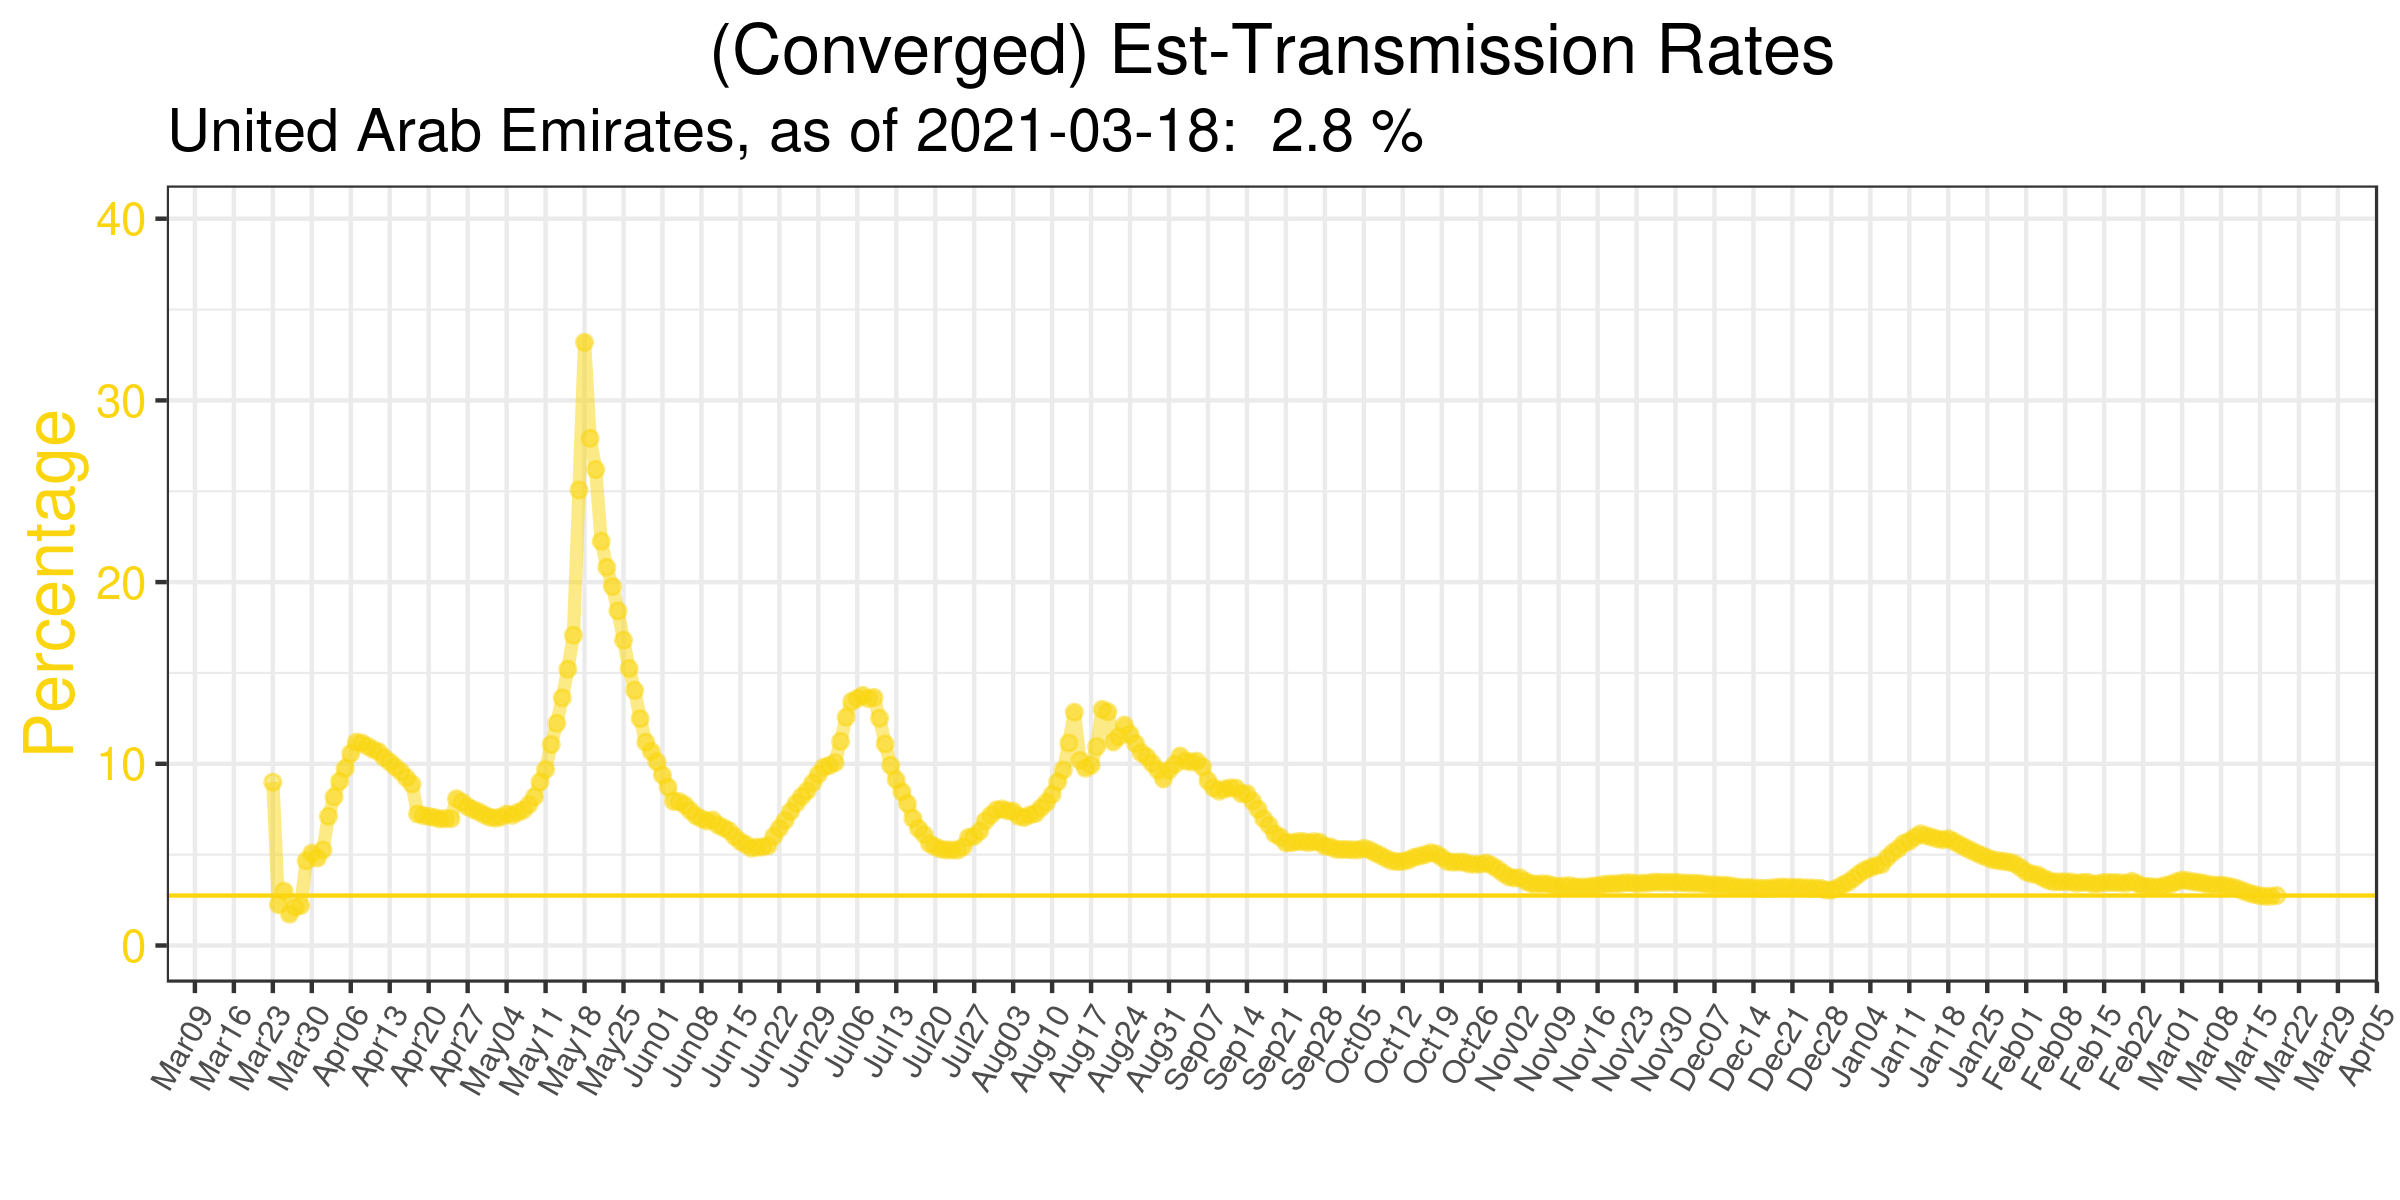 (Converged) Est-Transmission Rates
United Arab Emirates, as of 2021-03-18:  2.8 %
Percentage
40
30
20
10
0
Mar09 Mar16 Mar23 Mar30 Apr06 Apr13 Apr20 Apr27 May04 May11 May18 May25 Jun01 Jun08 Jun15 Jun22 Jun29 Jul06 Jul13 Jul20 Jul27 Aug03 Aug10 Aug17 Aug24 Aug31 Sep07 Sep14 Sep21 Sep28 Oct05 Oct12 Oct19 Oct26 Nov02 Nov09 Nov16 Nov23 Nov30 Dec07 Dec14 Dec21 Dec28 Jan04 Jan11 Jan18 Jan25 Feb01 Feb08 Feb15 Feb22 Mar01 Mar08 Mar15 Mar22 Mar29 Apr05